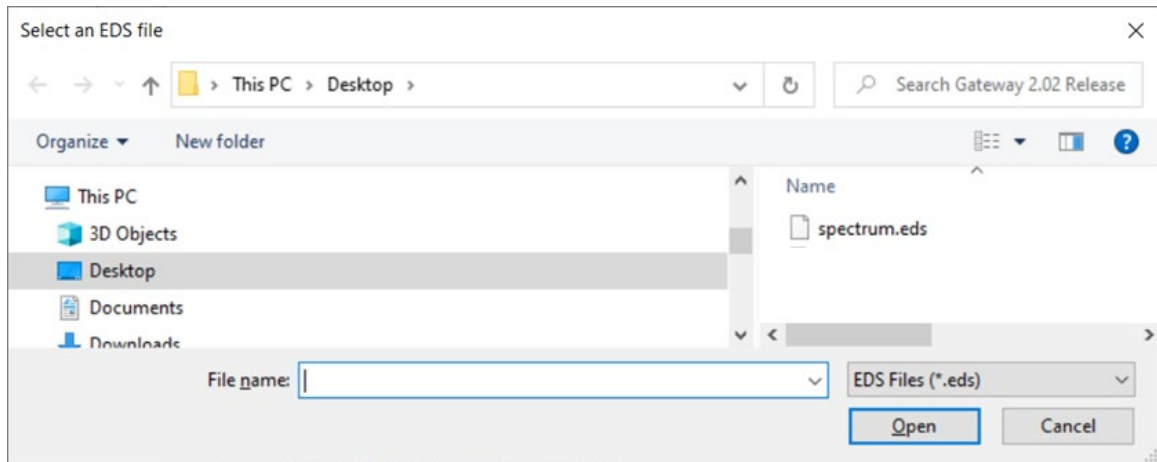 Select an EDS file
This PC > Desktop >
Search Gateway 2.02 Release
Organize
New folder
This PC
3D Objects
Desktop
Documents
Downloads
Name
spectrum.eds
File name:
EDS Files (*.eds)
Open
Cancel